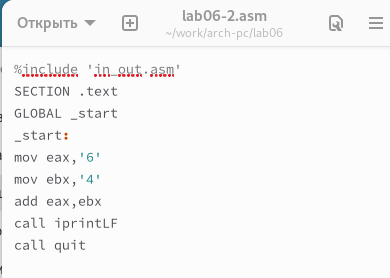 Открыть
lab06-2.asm
~/work/arch-pc/lab06
%include 'in_out.asm'
SECTION .text
GLOBAL _start
_start:
mov eax,'6'
mov ebx,'4'
add eax,ebx
call iprintLF
call quit